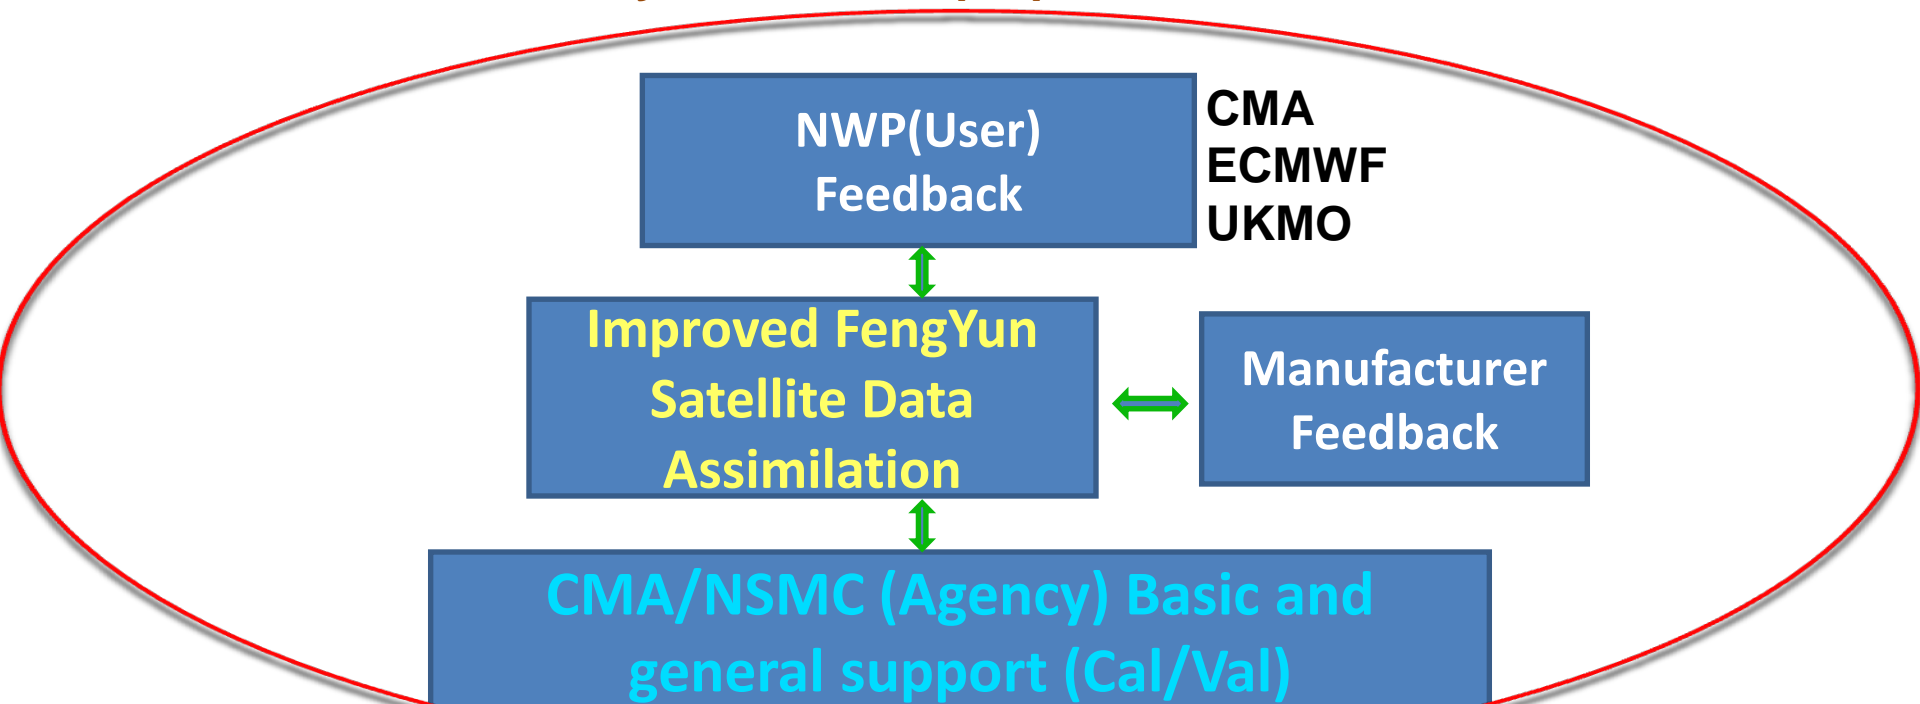 NWP(User)
Feedback
CMA
ECMWF
UKMO
Improved FengYun
Satellite Data
Assimilation
Manufacturer
Feedback
CMA/NSMC (Agency) Basic and
general support (Cal/Val)